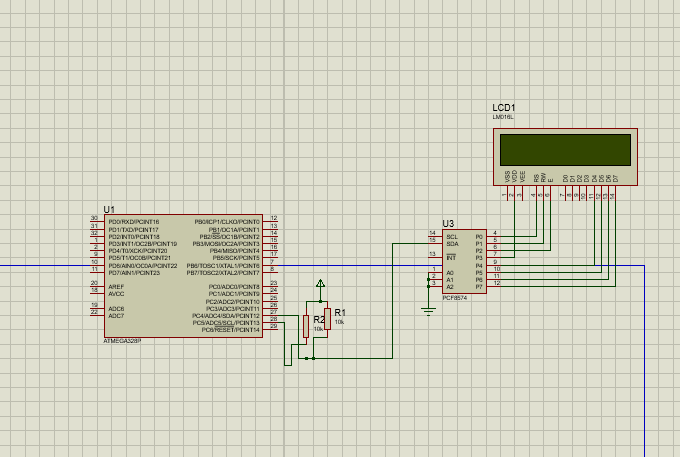 LCD1
LM016L
VSS VDD VEE RS RW E D0 D1 D2 D3 D4 D5 D6 D7
1 2 3 4 5 6 7 8 9 10 11 12 13 14
U1
30 PD0/RXD/PCINT16 PB0/ICP1/CLKO/PCINT0 12
31 PD1/TXD/PCINT17 PB1/OC1A/PCINT1 13
32 PD2/INT0/PCINT18 PB2/SS/OC1B/PCINT2 14
1 PD3/INT1/OC2B/PCINT19 PB3/MOSI/OC2A/PCINT3 15
2 PD4/T0/XCK/PCINT20 PB4/MISO/PCINT4 16
9 PD5/T1/OC0B/PCINT21 PB5/SCK/PCINT5 17
10 PD6/AIN0/OC0A/PCINT22 PB6/TOSC1/XTAL1/PCINT6 7
11 PD7/AIN1/PCINT23 PB7/TOSC2/XTAL2/PCINT7 8
20 AREF PC0/ADC0/PCINT8 23
18 AVCC PC1/ADC1/PCINT9 24
PC2/ADC2/PCINT10 25
19 ADC6 PC3/ADC3/PCINT11 26
22 ADC7 PC4/ADC4/SDA/PCINT12 27
PC5/ADC5/SCL/PCINT13 28
PC6/RESET/PCINT14 29
ATMEGA328P
R2
10k
R1
10k
U3
14 SCL P0 4
15 SDA P1 5
P2 6
13 INT P3 7
P4 9
1 A0 P5 10
2 A1 P6 11
3 A2 P7 12
PCF8574